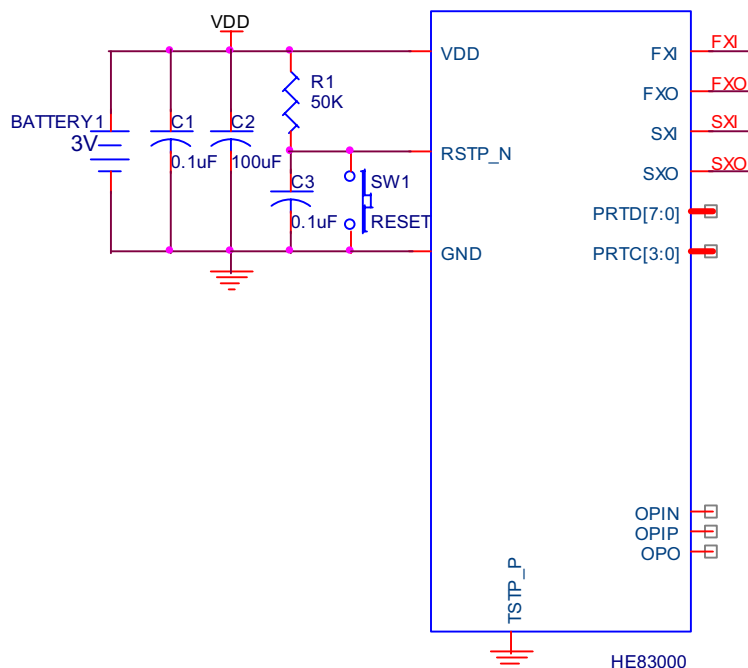 VDD
BATTERY1
3V
C1
0.1uF
C2
100uF
R1
50K
C3
0.1uF
SW1
RESET
VDD
RSTP_N
GND
FXI
FXO
SXI
SXO
PRTD[7:0]
PRTC[3:0]
OPIN
OPIP
OPO
TSTP_P
FXI
FXO
SXI
SXO
HE83000